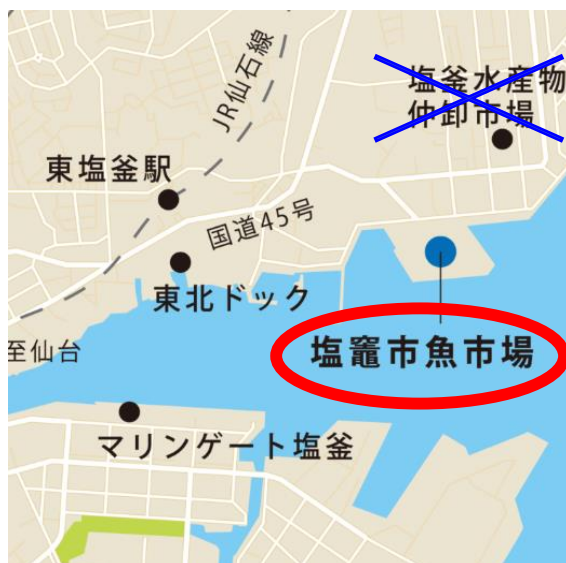 塩釜水産物
仲卸市場
JR仙石線
東塩釜駅
国道45号
東北ドック
至仙台
塩竈市魚市場
マリンゲート塩釜